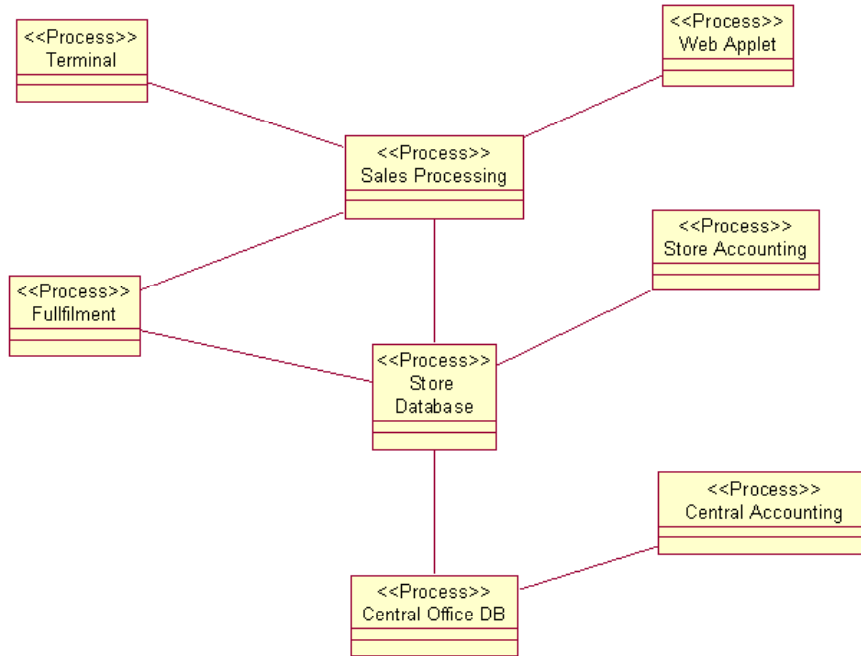 <<Process>>
Terminal
<<Process>>
Web Applet
<<Process>>
Sales Processing
<<Process>>
Store Accounting
<<Process>>
Fullfilment
<<Process>>
Store
Database
<<Process>>
Central Accounting
<<Process>>
Central Office DB